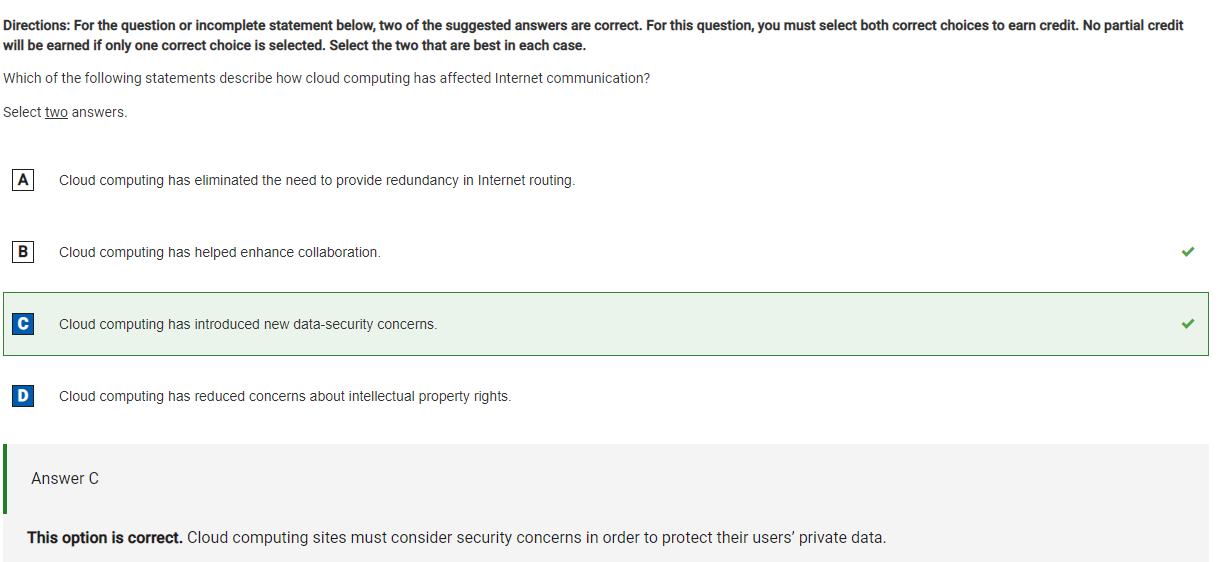 Directions: For the question or incomplete statement below, two of the suggested answers are correct. For this question, you must select both correct choices to earn credit. No partial credit
will be earned if only one correct choice is selected. Select the two that are best in each case.
Which of the following statements describe how cloud computing has affected Internet communication?
Select two answers.
A Cloud computing has eliminated the need to provide redundancy in Internet routing.
B Cloud computing has helped enhance collaboration.
C Cloud computing has introduced new data-security concerns.
D Cloud computing has reduced concerns about intellectual property rights.
Answer C
This option is correct. Cloud computing sites must consider security concerns in order to protect their users’ private data.